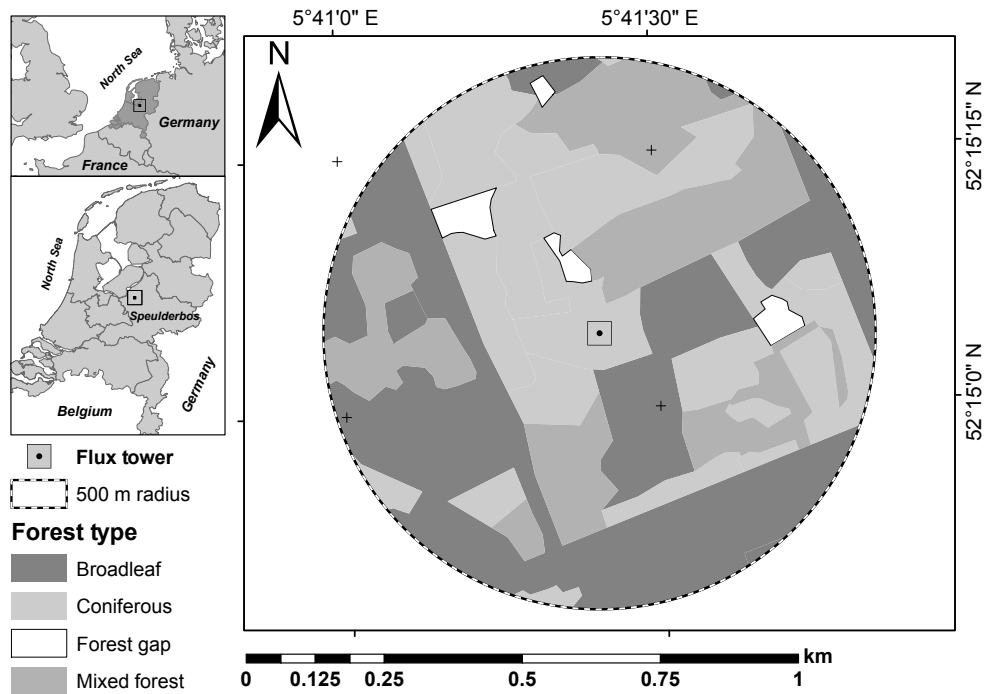 5°41'0" E
5°41'30" E
North Sea
Germany
France
N
52°15'15" N
North Sea
Speulderbos
Germany
Belgium
52°15'0" N
Flux tower
500 m radius
Forest type
Broadleaf
Coniferous
Forest gap
Mixed forest
km
0 0.125 0.25 0.5 0.75 1